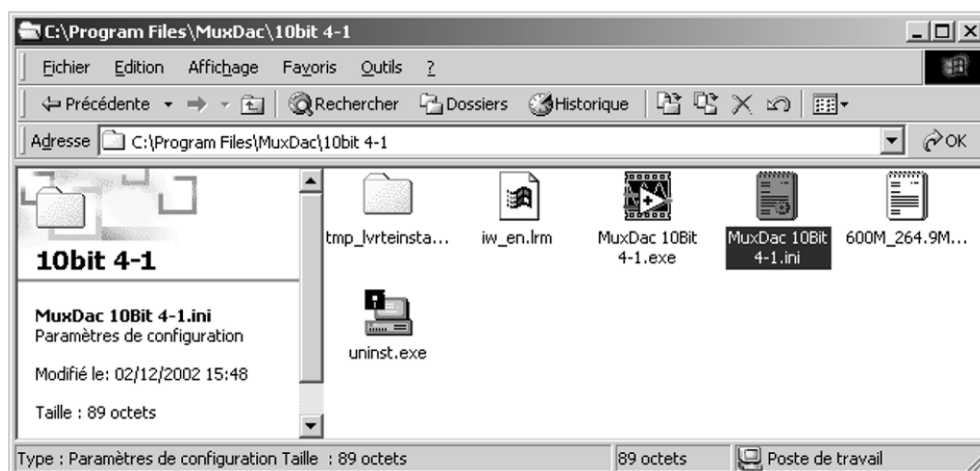 C:\Program Files\MuxDac\10bit 4-1
Fichier Edition Affichage Favoris Outils ?
Précédente Rechercher Dossiers Historique
Adresse C:\Program Files\MuxDac\10bit 4-1 OK
10bit 4-1
MuxDac 10Bit 4-1.ini
Paramètres de configuration
Modifié le: 02/12/2002 15:48
Taille : 89 octets
tmp_lvrteinsta...
iw_en.lrm
MuxDac 10Bit
4-1.exe
MuxDac 10Bit
4-1.ini
600M_264.9M...
uninst.exe
Type : Paramètres de configuration Taille : 89 octets
89 octets
Poste de travail